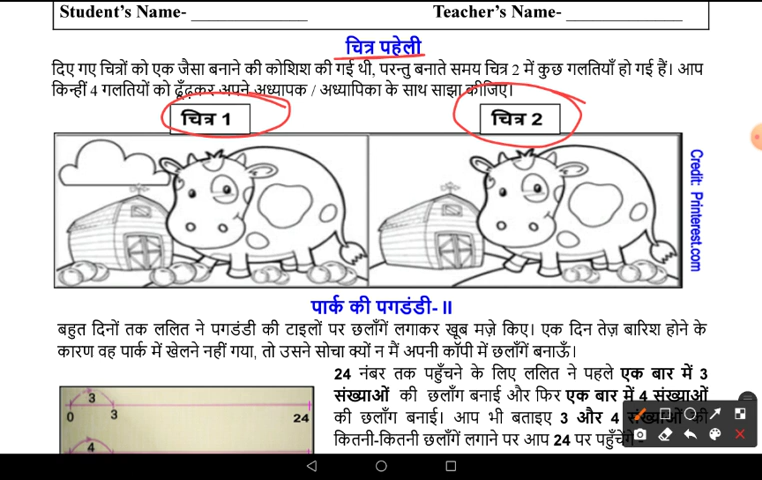 Student's Name- ____________ Teacher's Name- ____________
चित्र पहेली
दिए गए चित्रों को एक जैसा बनाने की कोशिश की गई थी, परन्तु बनाते समय चित्र 2 में कुछ गलतियाँ हो गई हैं। आप
किन्हीं 4 गलतियों को ढूँढकर अपने अध्यापक / अध्यापिका के साथ साझा कीजिए।
चित्र 1 चित्र 2
Credit: Printerest.com
पार्क की पगडंडी- II
बहुत दिनों तक ललित ने पगडंडी की टाइलों पर छलाँगें लगाकर खूब मज़े किए। एक दिन तेज़ बारिश होने के
कारण वह पार्क में खेलने नहीं गया, तो उसने सोचा क्यों न मैं अपनी कॉपी में छलाँगें बनाऊँ।
24 नंबर तक पहुँचने के लिए ललित ने पहले एक बार में 3
संख्याओं की छलाँग बनाई और फिर एक बार में 4 संख्याओं
की छलाँग बनाई। आप भी बताइए 3 और 4 संख्याओं की
कितनी-कितनी छलाँगें लगाने पर आप 24 पर पहुँचेंगे
3
0 3 24
4